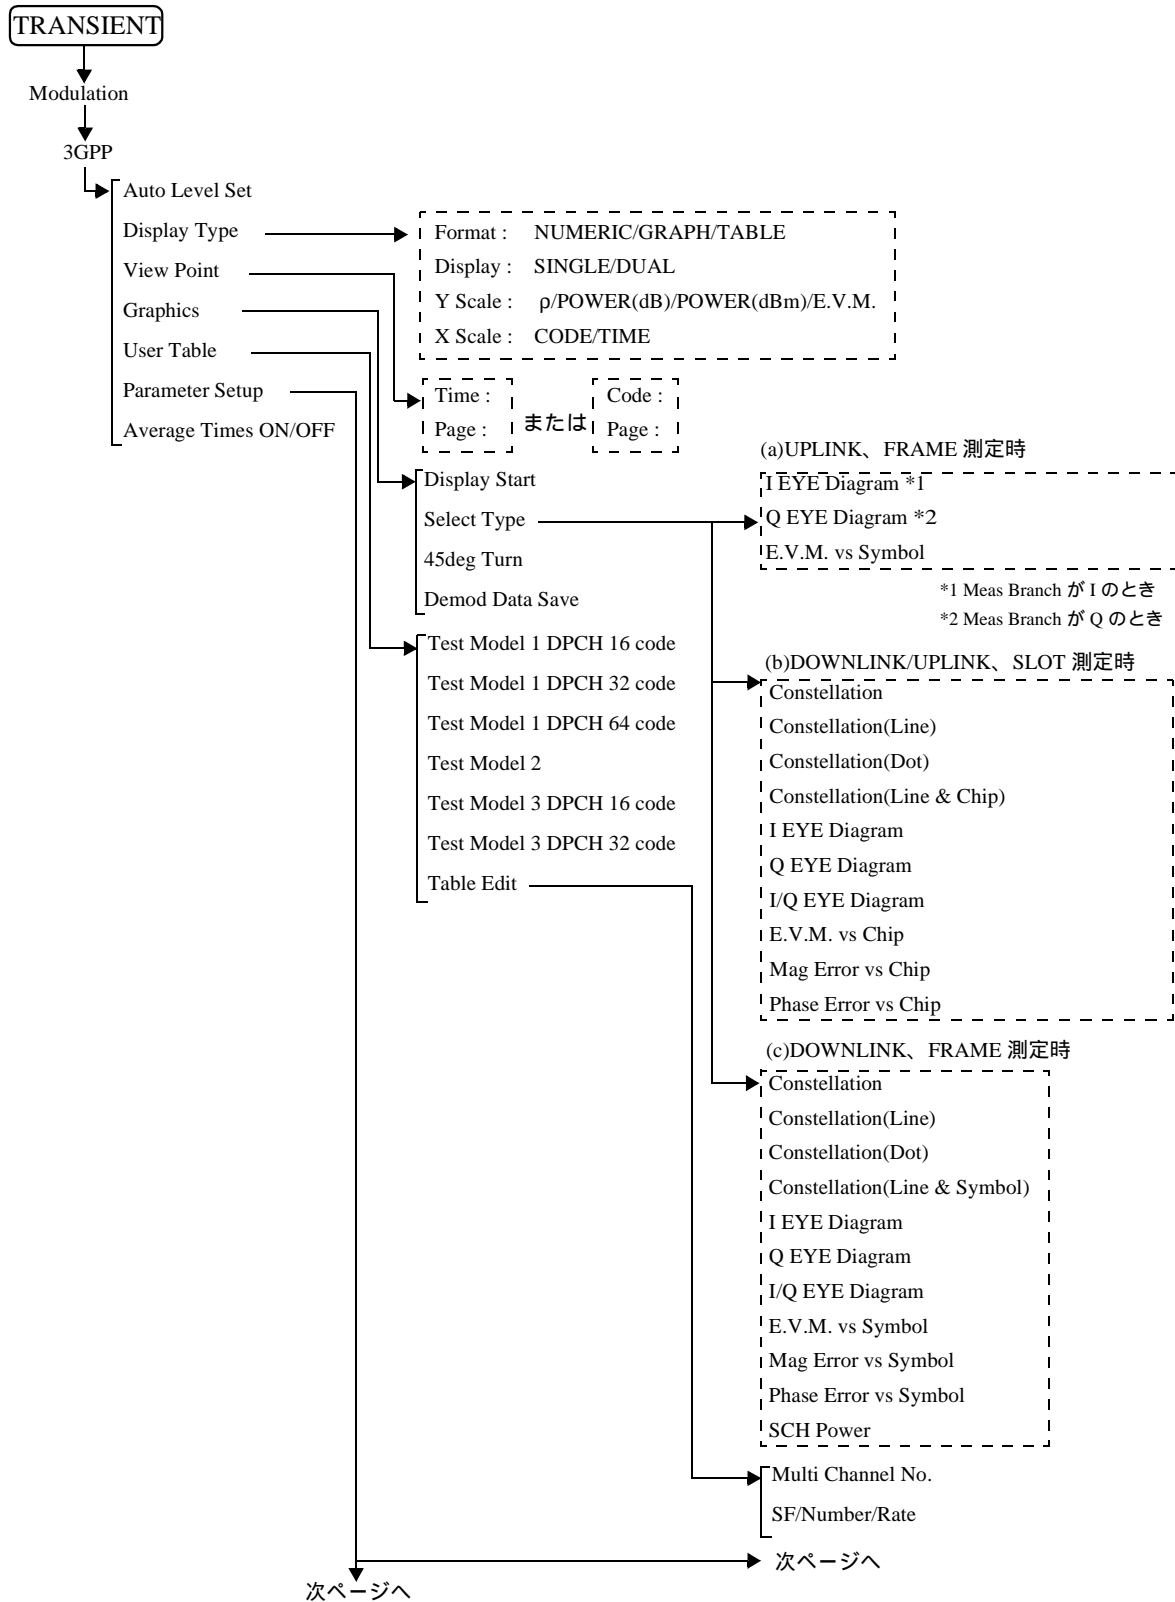 TRANSIENT
Modulation
3GPP
Auto Level Set
Display Type
View Point
Graphics
User Table
Parameter Setup
Average Times ON/OFF
Format : NUMERIC/GRAPH/TABLE
Display : SINGLE/DUAL
Y Scale : ρ/POWER(dB)/POWER(dBm)/E.V.M.
X Scale : CODE/TIME
Time :
Page :
または
Code :
Page :
Display Start
Select Type
45deg Turn
Demod Data Save
(a)UPLINK、FRAME 測定時
I EYE Diagram *1
Q EYE Diagram *2
E.V.M. vs Symbol
*1 Meas Branch が I のとき
*2 Meas Branch が Q のとき
Test Model 1 DPCH 16 code
Test Model 1 DPCH 32 code
Test Model 1 DPCH 64 code
Test Model 2
Test Model 3 DPCH 16 code
Test Model 3 DPCH 32 code
Table Edit
(b)DOWNLINK/UPLINK、SLOT 測定時
Constellation
Constellation(Line)
Constellation(Dot)
Constellation(Line & Chip)
I EYE Diagram
Q EYE Diagram
I/Q EYE Diagram
E.V.M. vs Chip
Mag Error vs Chip
Phase Error vs Chip
(c)DOWNLINK、FRAME 測定時
Constellation
Constellation(Line)
Constellation(Dot)
Constellation(Line & Symbol)
I EYE Diagram
Q EYE Diagram
I/Q EYE Diagram
E.V.M. vs Symbol
Mag Error vs Symbol
Phase Error vs Symbol
SCH Power
Multi Channel No.
SF/Number/Rate
次ページへ
次ページへ